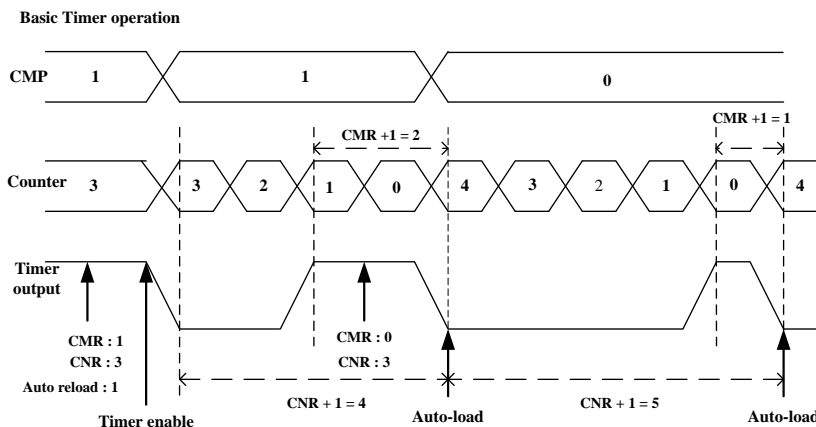 Basic Timer operation
CMP
1
1
0
CMR +1 = 2
CMR +1 = 1
Counter
3
3
2
1
0
4
3
2
1
0
4
Timer
output
CMR : 1
CNR : 3
Auto reload : 1
Timer enable
CMR : 0
CNR : 3
CNR + 1 = 4
Auto-load
CNR + 1 = 5
Auto-load